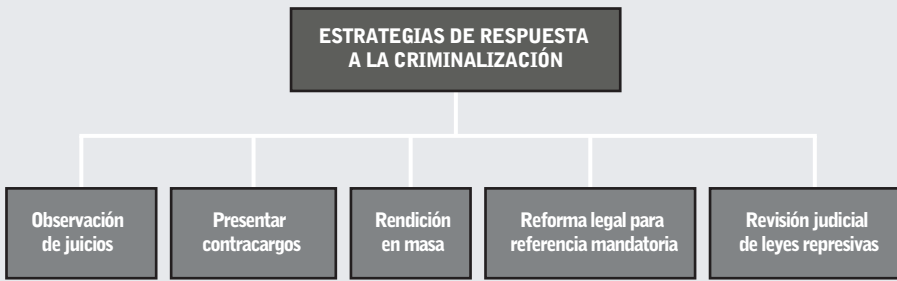 ESTRATEGIAS DE RESPUESTA
A LA CRIMINALIZACIÓN
Observación
de juicios
Presentar
contracargos
Rendición
en masa
Reforma legal para
referencia mandatoria
Revisión judicial
de leyes represivas